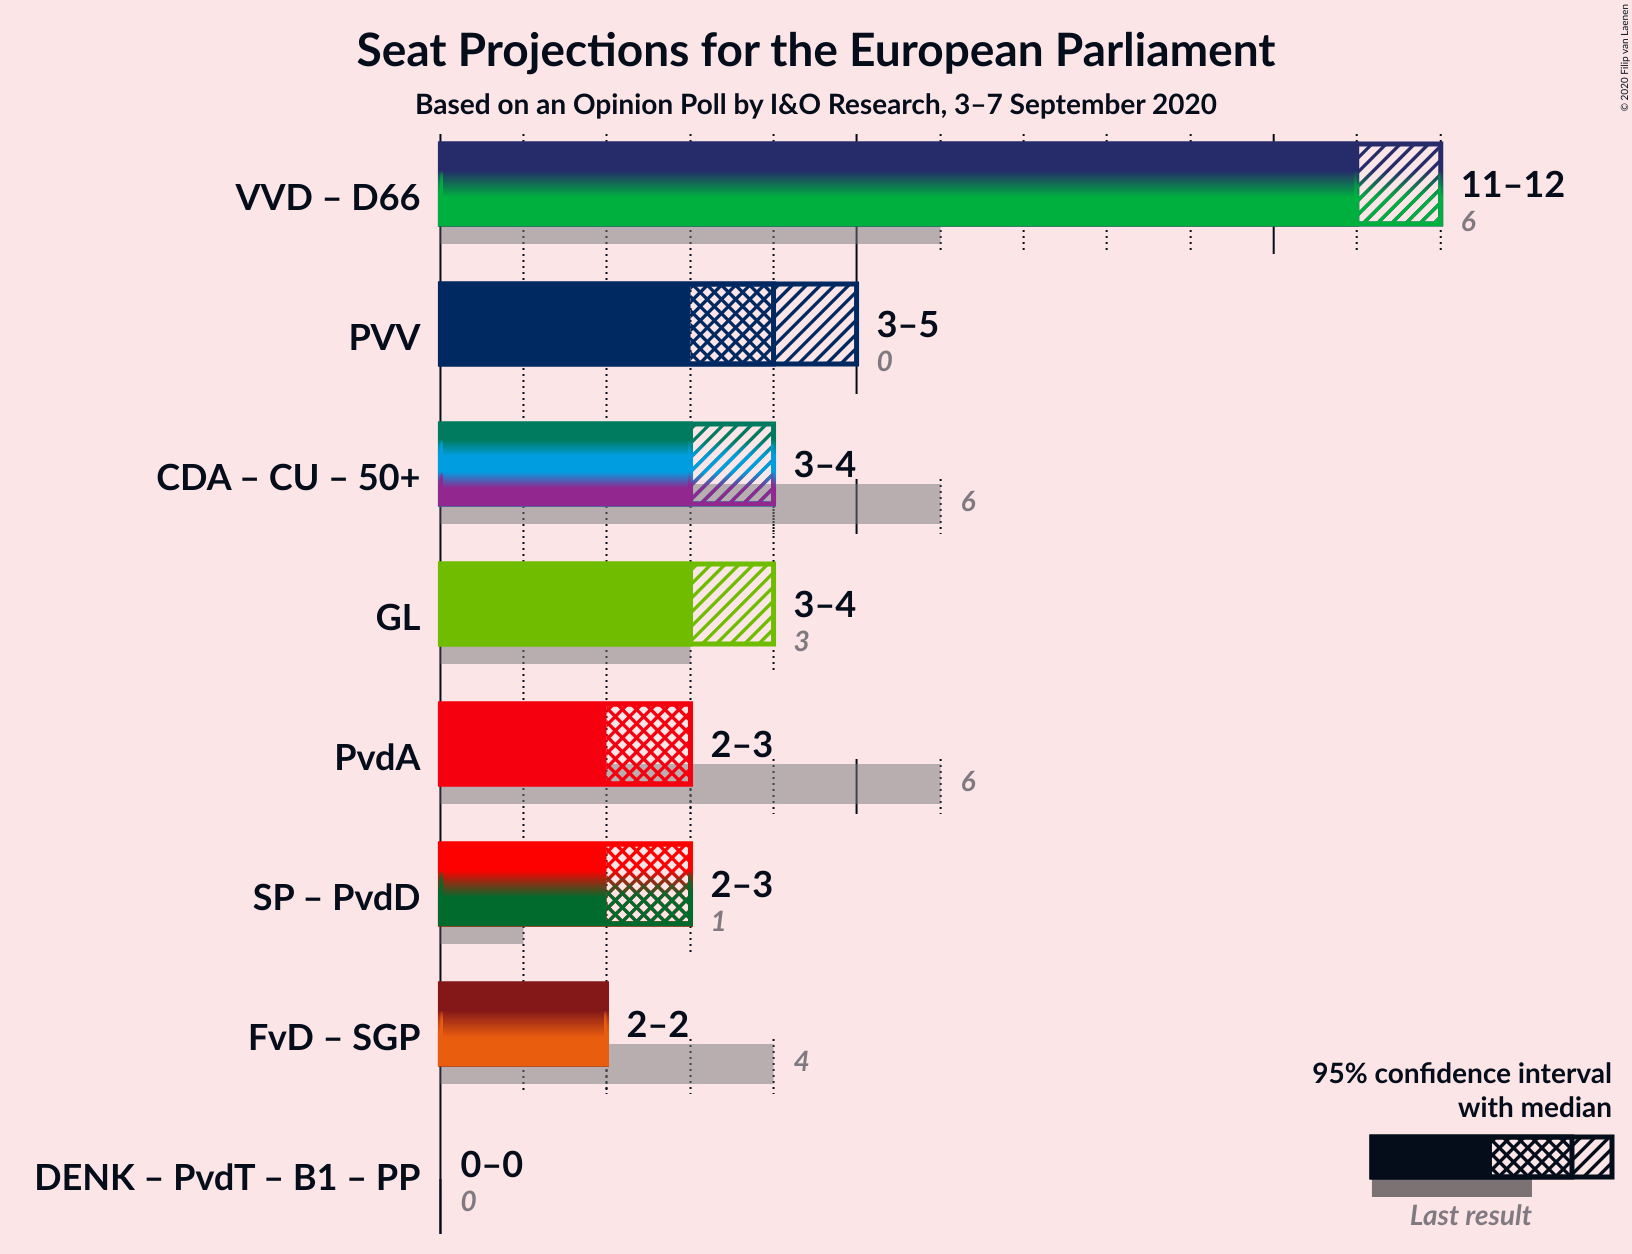 Seat Projections for the European Parliament
Based on an Opinion Poll by I&O Research, 3–7 September 2020
© 2020 Filip van Laenen
VVD – D66
11–12
6
PVV
3–5
0
CDA – CU – 50+
3–4
6
GL
3–4
3
PvdA
2–3
6
SP – PvdD
2–3
1
FvD – SGP
2–2
4
DENK – PvdT – B1 – PP
0–0
0
95% confidence interval
with median
Last result